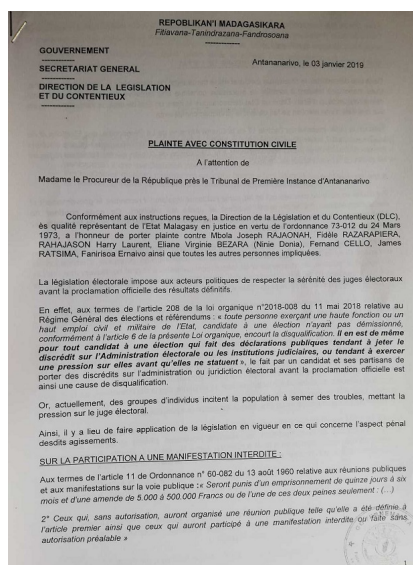 REPOBLIKAN'I MADAGASIKARA
Fitiavana-Tanindrazana-Fandrosoana
GOUVERNEMENT
SECRETARIAT GENERAL
DIRECTION DE LA LEGISLATION
ET DU CONTENTIEUX
Antananarivo, le 03 janvier 2019
PLAINTE AVEC CONSTITUTION CIVILE
A l'attention de
Madame le Procureur de la République près le Tribunal de Première Instance d'Antananarivo
Conformément aux instructions reçues, la Direction de la Législation et du Contentieux (DLC),
ès qualité représentant de l'Etat Malagasy en justice en vertu de l'ordonnance 73-012 du 24 Mars
1973, a l'honneur de porter plainte contre Mbola Joseph RAJAONAH, Fidèle RAZARAPIERA,
RAHAJASON Harry Laurent, Eliana Virginie BEZARA (Ninie Donia), Fernand CELLO, James
RATSIMA, Fanirisoa Ernaivo ainsi que toutes les autres personnes impliquées.
La législation électorale impose aux acteurs politiques de respecter la sérénité des juges électoraux
avant la proclamation officielle des résultats définitifs.
En effet, aux termes de l'article 208 de la loi organique n°2018-008 du 11 mai 2018 relative au
Régime Général des élections et référendums : « toute personne exerçant une haute fonction ou un
haut emploi civil et militaire de l'Etat, candidate à une élection n'ayant pas démissionné,
conformément à l'article 6 de la présente Loi organique, encourt la disqualification. Il en est de même
pour tout candidat à une élection qui fait des déclarations publiques tendant à jeter le
discrédit sur l'Administration électorale ou les institutions judiciaires, ou tendant à exercer
une pression sur elles avant qu'elles ne statuent », le fait par un candidat et ses partisans de
porter des discrédits sur l'administration ou juridiction électoral avant la proclamation officielle est
ainsi une cause de disqualification.
Or, actuellement, des groupes d'individus incitent la population à semer des troubles, mettant la
pression sur le juge électoral.
Ainsi, il y a lieu de faire application de la législation en vigueur en ce qui concerne l'aspect pénal
desdits agissements.
SUR LA PARTICIPATION A UNE MANIFESTATION INTERDITE :
Aux termes de l'article 11 de Ordonnance n° 60-082 du 13 août 1960 relative aux réunions publiques
et aux manifestations sur la voie publique : « Seront punis d'un emprisonnement de quinze jours à six
mois et d'une amende de 5.000 à 500.000 Francs ou de l'une de ces deux peines seulement : (…)
2° Ceux qui, sans autorisation, auront organisé une réunion publique telle qu'elle a été définie à
l'article premier ainsi que ceux qui auront participé à une manifestation interdite ou faite sans
autorisation préalable »
1